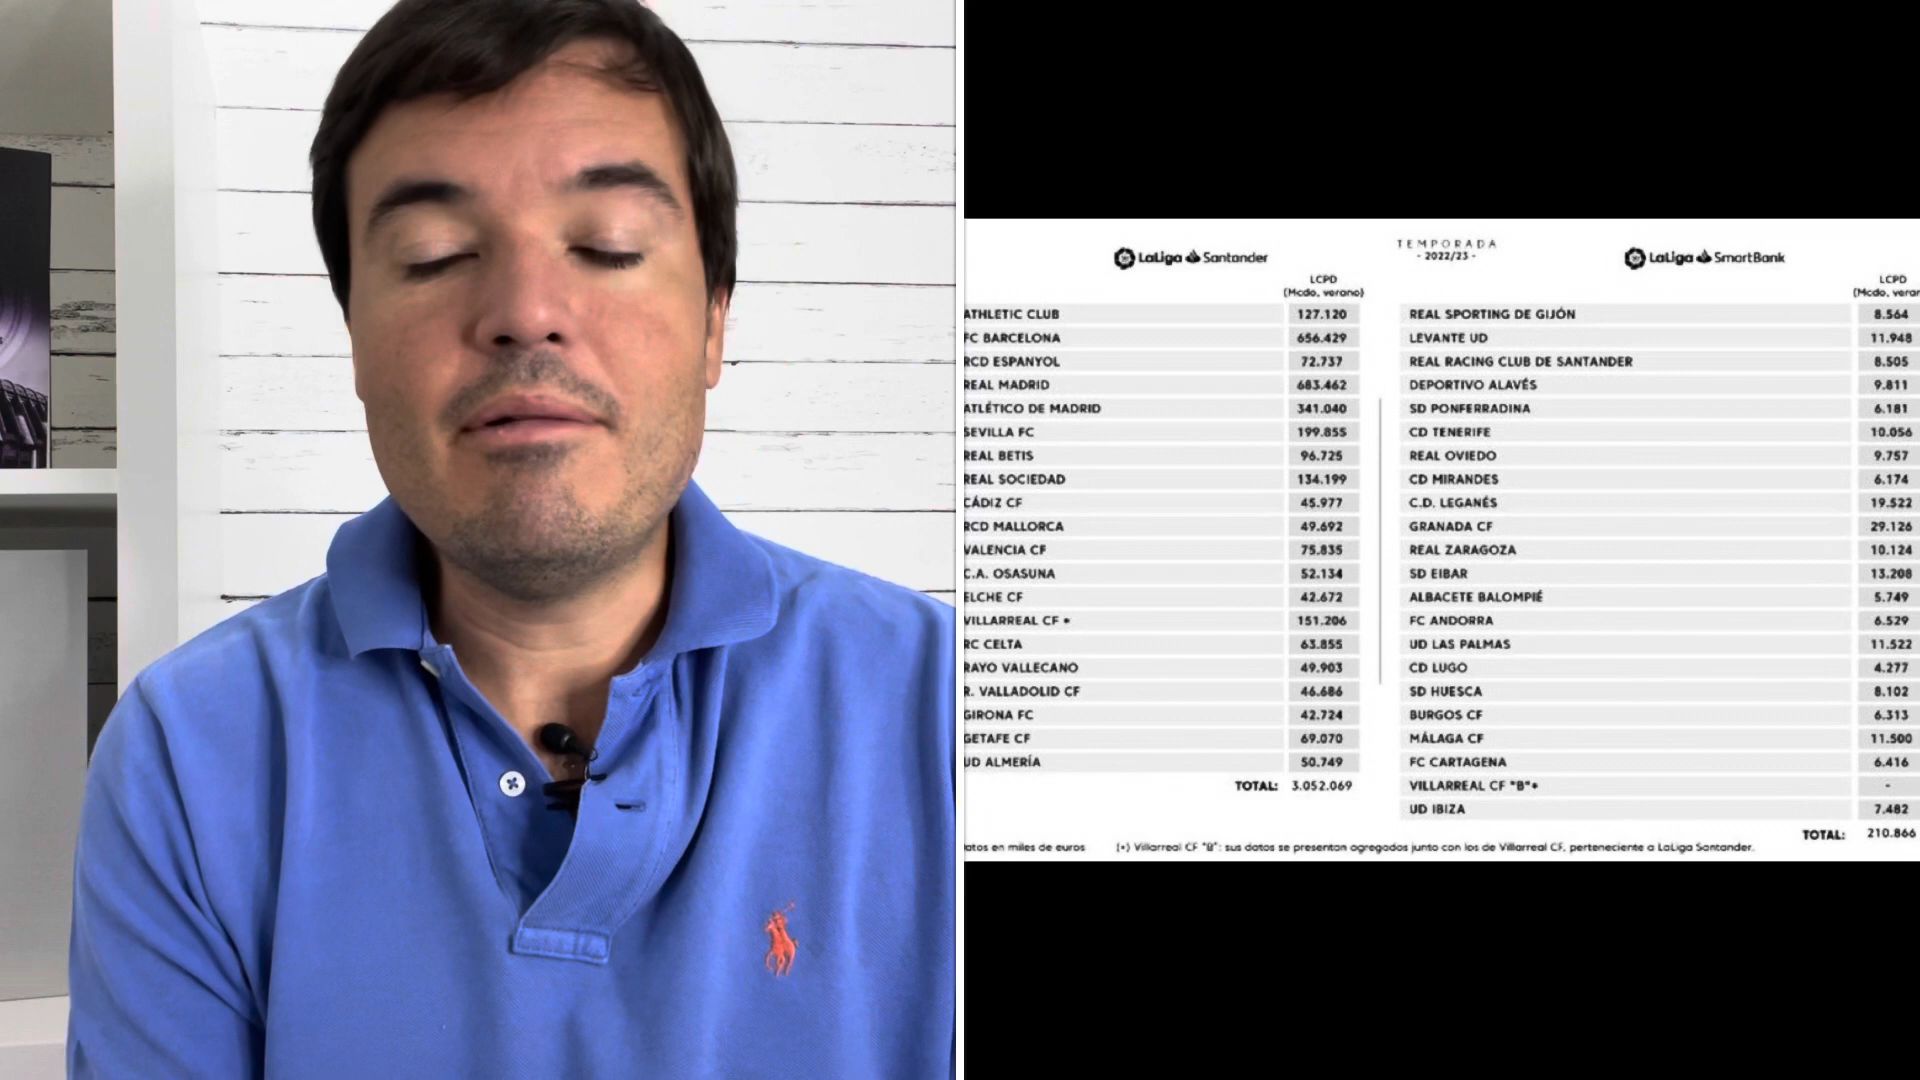 TEMPORADA
- 2022/23 -
LaLiga Santander
LCPD
(Mcdo. verano)
ATHLETIC CLUB 127.120
FC BARCELONA 656.429
RCD ESPANYOL 72.737
REAL MADRID 683.462
ATLÉTICO DE MADRID 341.040
SEVILLA FC 199.855
REAL BETIS 96.725
REAL SOCIEDAD 134.199
CÁDIZ CF 45.977
RCD MALLORCA 49.692
VALENCIA CF 75.835
C.A. OSASUNA 52.134
ELCHE CF 42.672
VILLARREAL CF * 151.206
RC CELTA 63.855
RAYO VALLECANO 49.903
R. VALLADOLID CF 46.686
GIRONA FC 42.724
GETAFE CF 69.070
UD ALMERÍA 50.749
TOTAL: 3.052.069
LaLiga SmartBank
LCPD
(Mcdo. veran
REAL SPORTING DE GIJÓN 8.564
LEVANTE UD 11.948
REAL RACING CLUB DE SANTANDER 8.505
DEPORTIVO ALAVÉS 9.811
SD PONFERRADINA 6.181
CD TENERIFE 10.056
REAL OVIEDO 9.757
CD MIRANDES 6.174
C.D. LEGANÉS 19.522
GRANADA CF 29.126
REAL ZARAGOZA 10.124
SD EIBAR 13.208
ALBACETE BALOMPIÉ 5.749
FC ANDORRA 6.529
UD LAS PALMAS 11.522
CD LUGO 4.277
SD HUESCA 8.102
BURGOS CF 6.313
MÁLAGA CF 11.500
FC CARTAGENA 6.416
VILLARREAL CF "B"* -
UD IBIZA 7.482
TOTAL: 210.866
atos en miles de euros (*) Villarreal CF "B": sus datos se presentan agregados junto con los de Villarreal CF, perteneciente a LaLiga Santander.